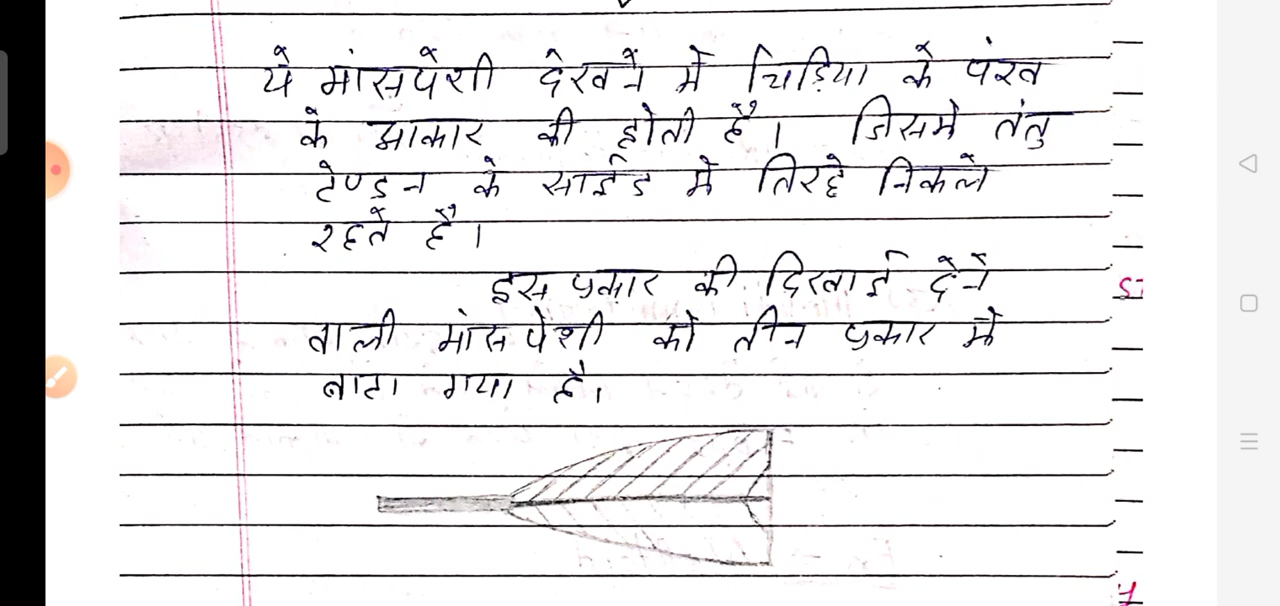 ये मांसपेशी देखने में चिड़िया के पंख
के आकार की होती है। जिसमे तंतु
टेण्डन के साईड में तिरछे निकले
रहते है।
इस प्रकार की दिखाई देने
वाली मांसपेशी को तीन प्रकार में
बाटा गया है।